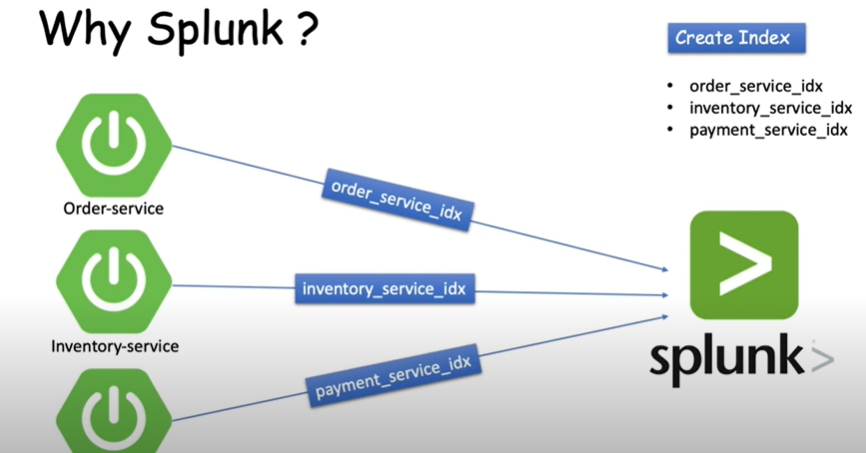 Why Splunk ?
Create Index
• order_service_idx
• inventory_service_idx
• payment_service_idx
Order-service
order_service_idx
Inventory-service
inventory_service_idx
payment_service_idx
splunk>